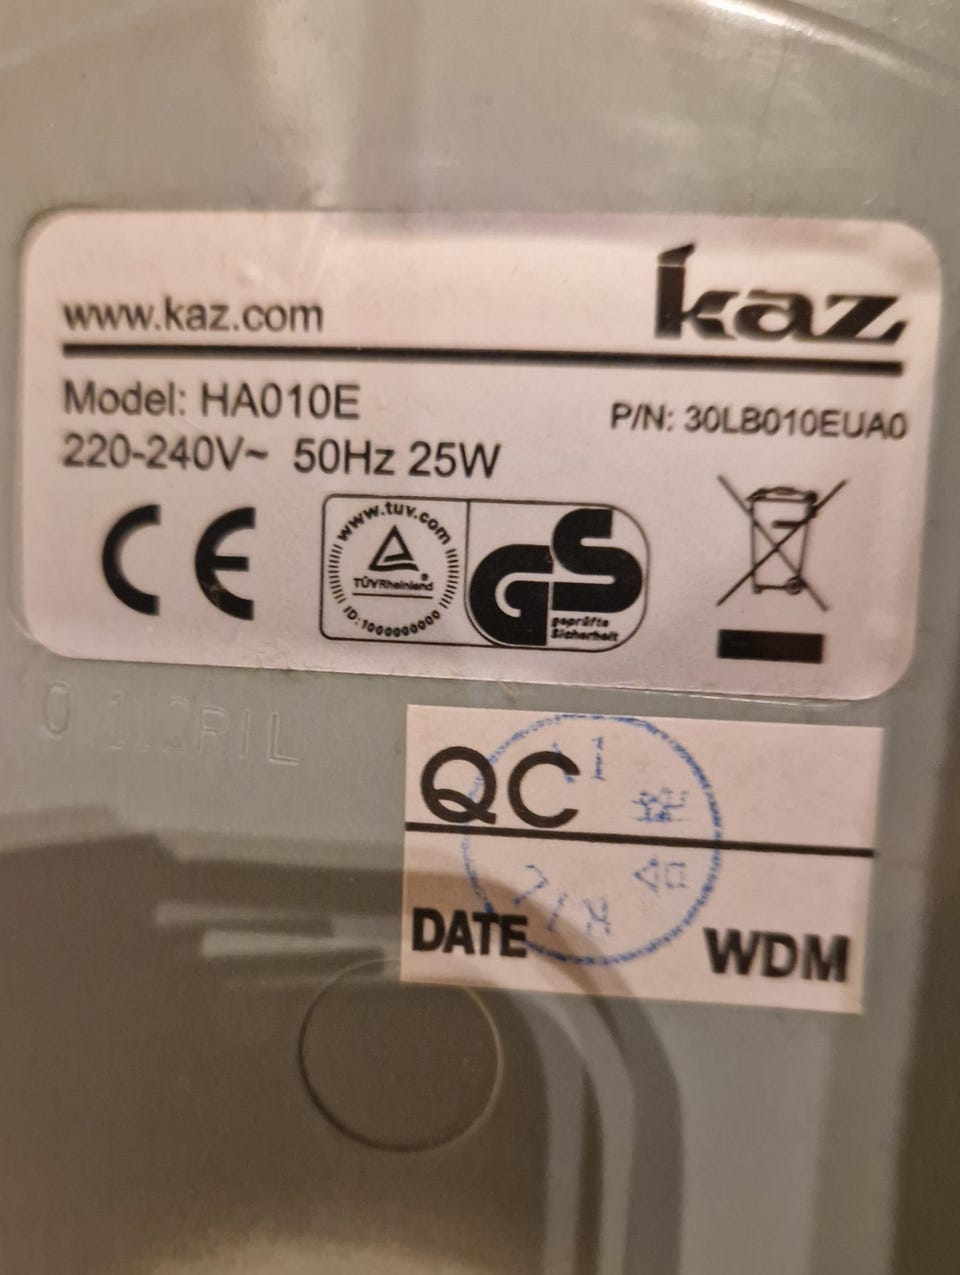 www.kaz.com
kaz
Model: HA010E
P/N: 30LB010EUA0
220-240V~ 50Hz 25W
CE
www.tuv.com
TÜVRheinland®
ID:1000000000
GS
geprüfte
Sicherheit
PIL
QC
DATE
WDM